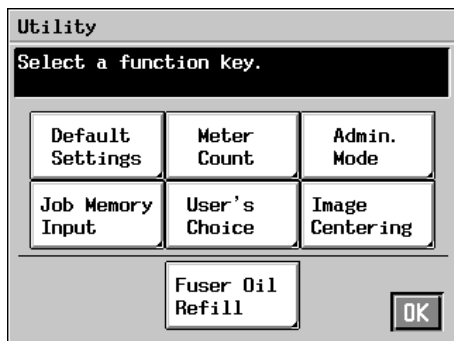 Utility
Select a function key.
Default Settings
Meter Count
Admin. Mode
Job Memory Input
User's Choice
Image Centering
Fuser Oil Refill
OK